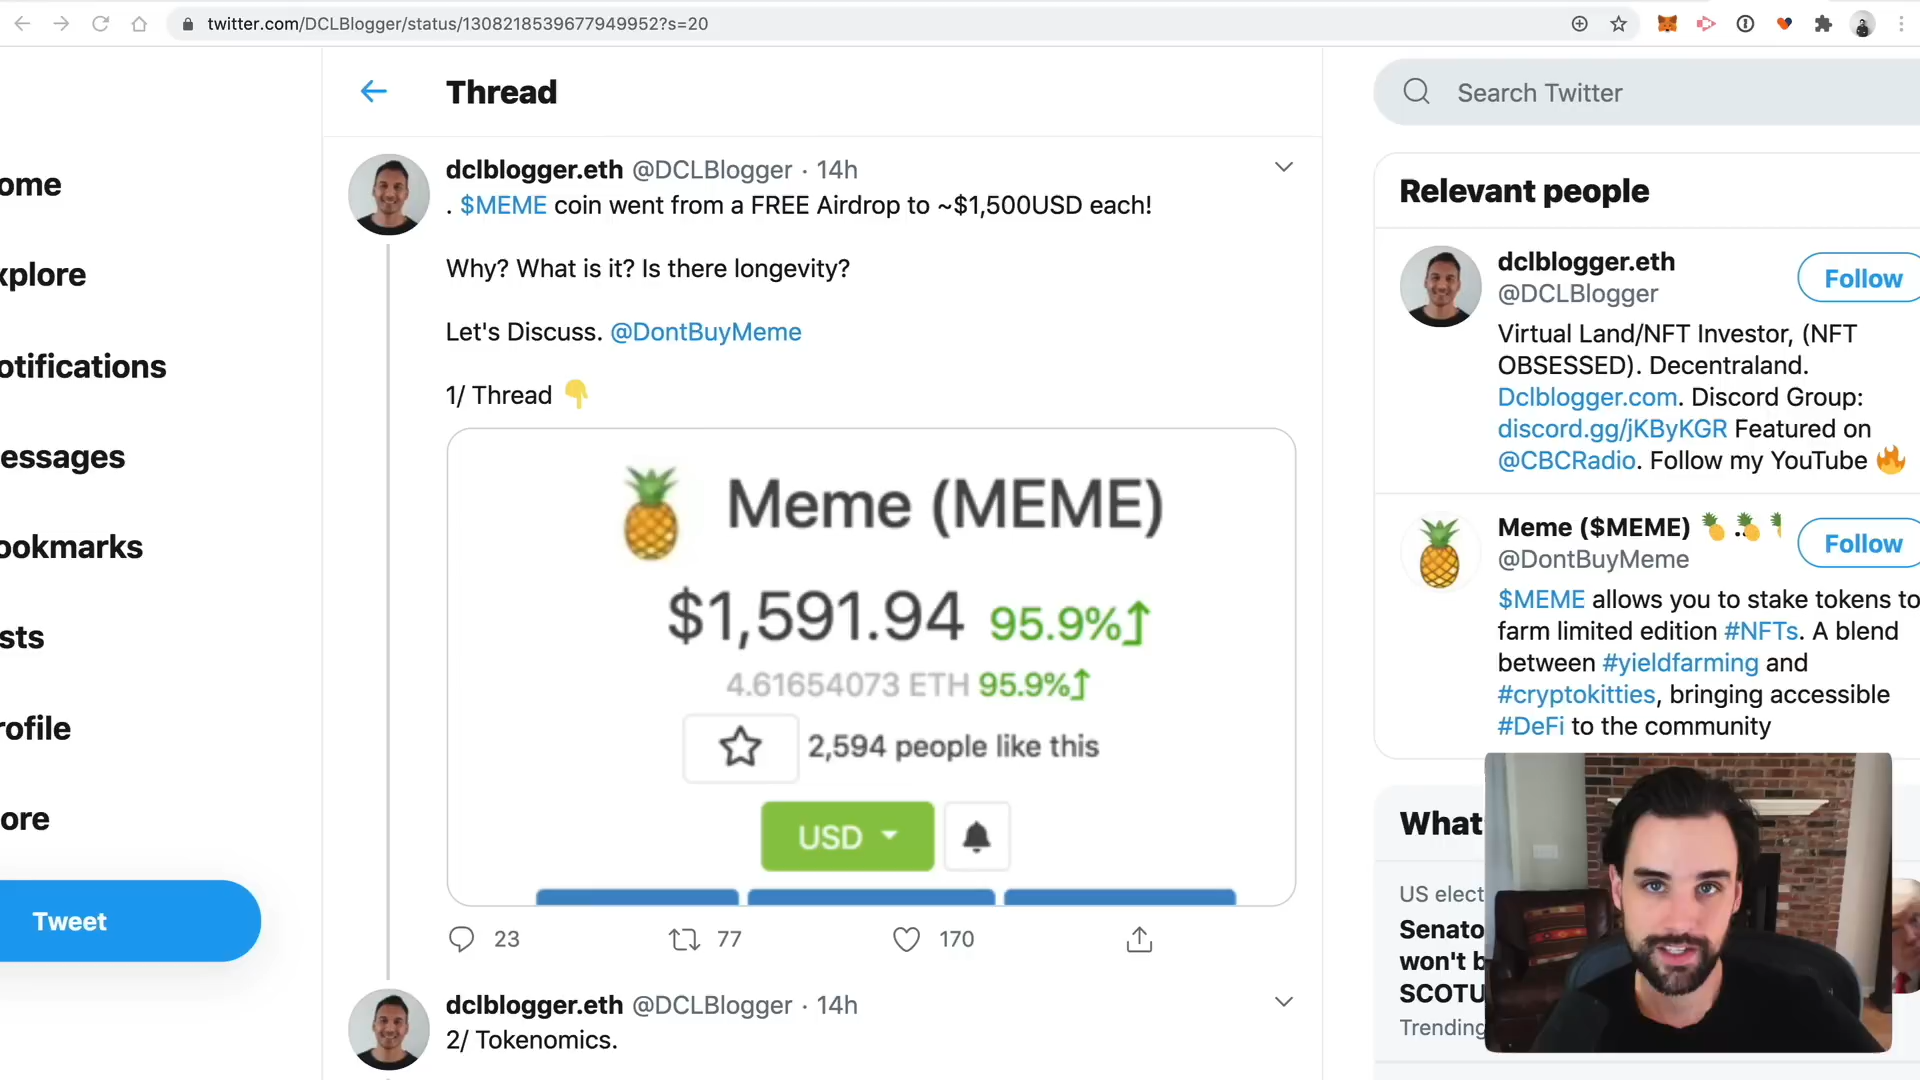 twitter.com/DCLBlogger/status/1308218539677949952?s=20
ome
xplore
otifications
essages
ookmarks
sts
rofile
ore
Tweet
Thread
dclblogger.eth @DCLBlogger · 14h
. $MEME coin went from a FREE Airdrop to ~$1,500USD each!
Why? What is it? Is there longevity?
Let's Discuss. @DontBuyMeme
1/ Thread
Meme (MEME)
$1,591.94 95.9%
4.61654073 ETH 95.9%
2,594 people like this
USD
23 77 170
dclblogger.eth @DCLBlogger · 14h
2/ Tokenomics.
Search Twitter
Relevant people
dclblogger.eth
@DCLBlogger
Follow
Virtual Land/NFT Investor, (NFT
OBSESSED). Decentraland.
Dclblogger.com. Discord Group:
discord.gg/jKByKGR Featured on
@CBCRadio. Follow my YouTube
Meme ($MEME)
@DontBuyMeme
Follow
$MEME allows you to stake tokens to
farm limited edition #NFTs. A blend
between #yieldfarming and
#cryptokitties, bringing accessible
#DeFi to the community
What
US elect
Senato
won't b
SCOTU
Trending